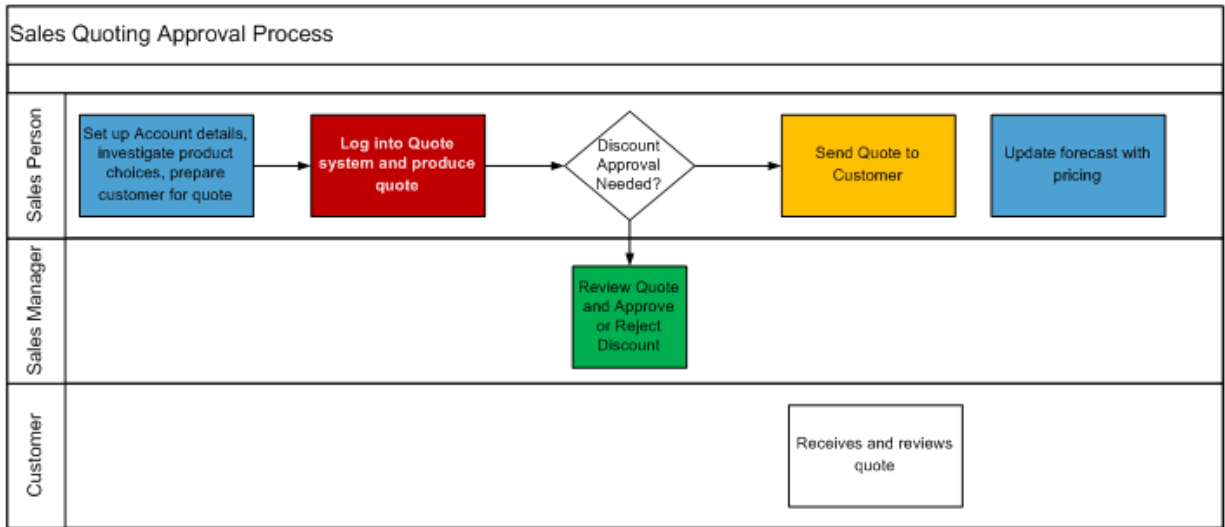 Sales Quoting Approval Process
Sales Person
Set up Account details,
investigate product
choices, prepare
customer for quote
Log into Quote
system and produce
quote
Discount
Approval
Needed?
Send Quote to
Customer
Update forecast with
pricing
Sales Manager
Review Quote
and Approve
or Reject
Discount
Customer
Receives and reviews
quote